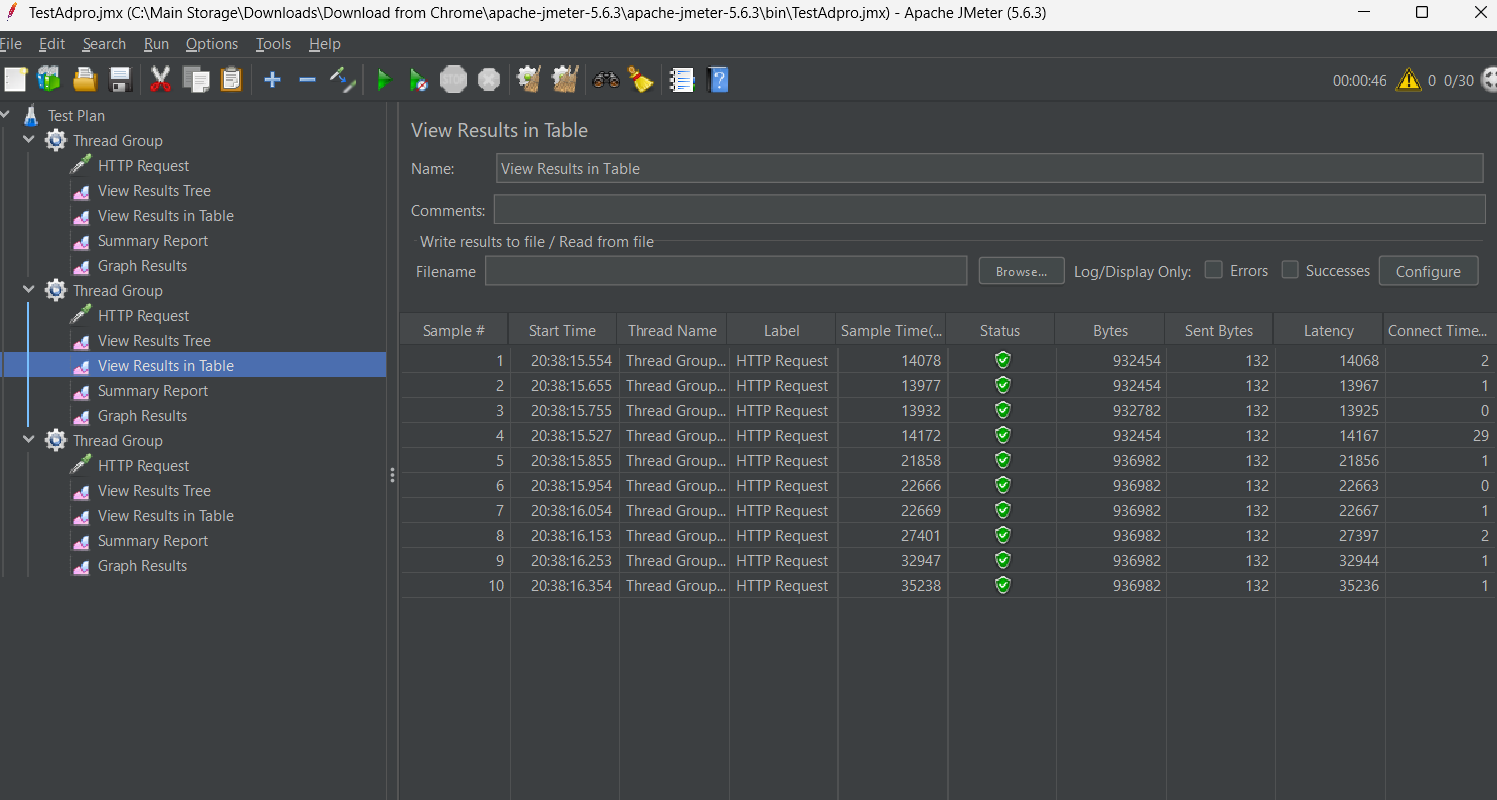 TestAdpro.jmx (C:\Main Storage\Downloads\Download from Chrome\apache-jmeter-5.6.3\apache-jmeter-5.6.3\bin\TestAdpro.jmx) - Apache JMeter (5.6.3)
File Edit Search Run Options Tools Help
STOP 00:00:46 0 0/30
Test Plan
Thread Group
HTTP Request
View Results Tree
View Results in Table
Summary Report
Graph Results
Thread Group
HTTP Request
View Results Tree
View Results in Table
Summary Report
Graph Results
Thread Group
HTTP Request
View Results Tree
View Results in Table
Summary Report
Graph Results
View Results in Table
Name: View Results in Table
Comments:
Write results to file / Read from file
Filename Browse... Log/Display Only: Errors Successes Configure
Sample # Start Time Thread Name Label Sample Time(... Status Bytes Sent Bytes Latency Connect Time...
1 20:38:15.554 Thread Group... HTTP Request 14078 932454 132 14068 2
2 20:38:15.655 Thread Group... HTTP Request 13977 932454 132 13967 1
3 20:38:15.755 Thread Group... HTTP Request 13932 932782 132 13925 0
4 20:38:15.527 Thread Group... HTTP Request 14172 932454 132 14167 29
5 20:38:15.855 Thread Group... HTTP Request 21858 936982 132 21856 1
6 20:38:15.954 Thread Group... HTTP Request 22666 936982 132 22663 0
7 20:38:16.054 Thread Group... HTTP Request 22669 936982 132 22667 1
8 20:38:16.153 Thread Group... HTTP Request 27401 936982 132 27397 2
9 20:38:16.253 Thread Group... HTTP Request 32947 936982 132 32944 1
10 20:38:16.354 Thread Group... HTTP Request 35238 936982 132 35236 1